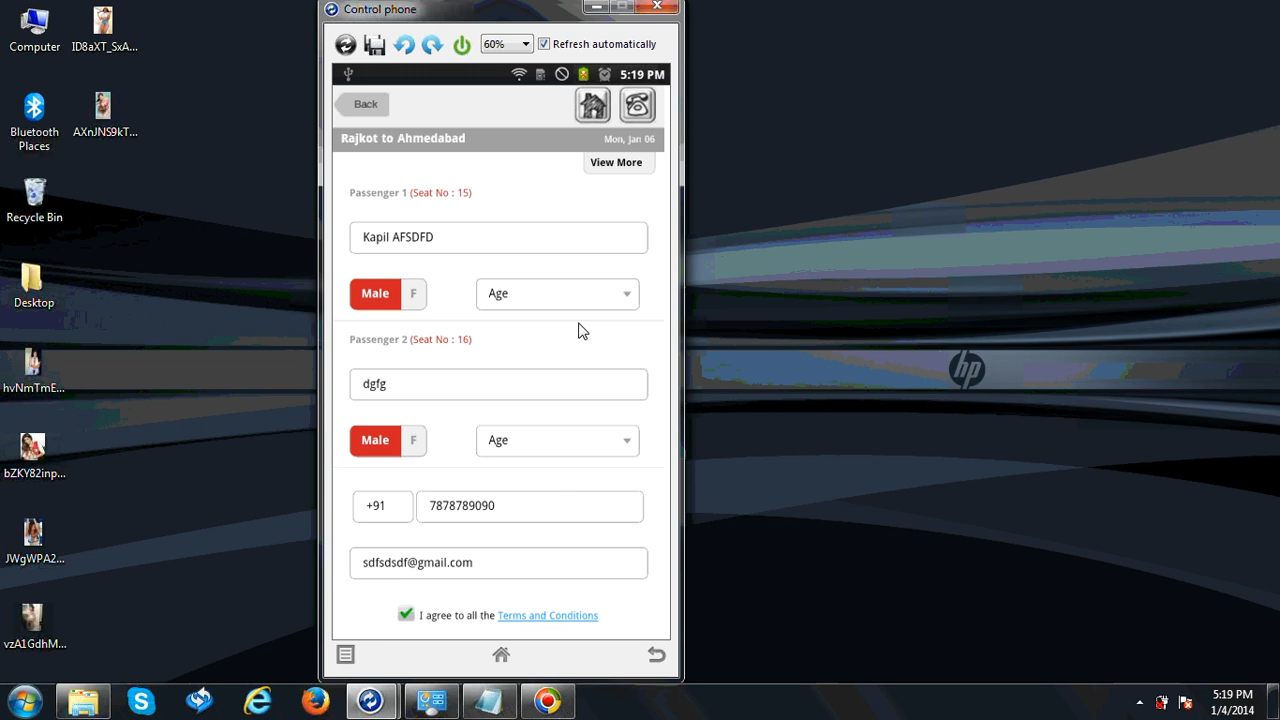 Control phone
60%
Refresh automatically
5:19 PM
Back
Rajkot to Ahmedabad
Mon, Jan 06
View More
Passenger 1 (Seat No : 15)
Kapil AFSDFD
Male F
Age
Passenger 2 (Seat No : 16)
dgfg
Male F
Age
+91
7878789090
sdfsdsdf@gmail.com
I agree to all the Terms and Conditions
Computer
ID8aXT_SxA...
Bluetooth
Places
AXnJNS9kT...
Recycle Bin
Desktop
hvNmTmE...
bZKY82inp...
JWgWPA2...
vzA1GdhM...
hp
5:19 PM
1/4/2014